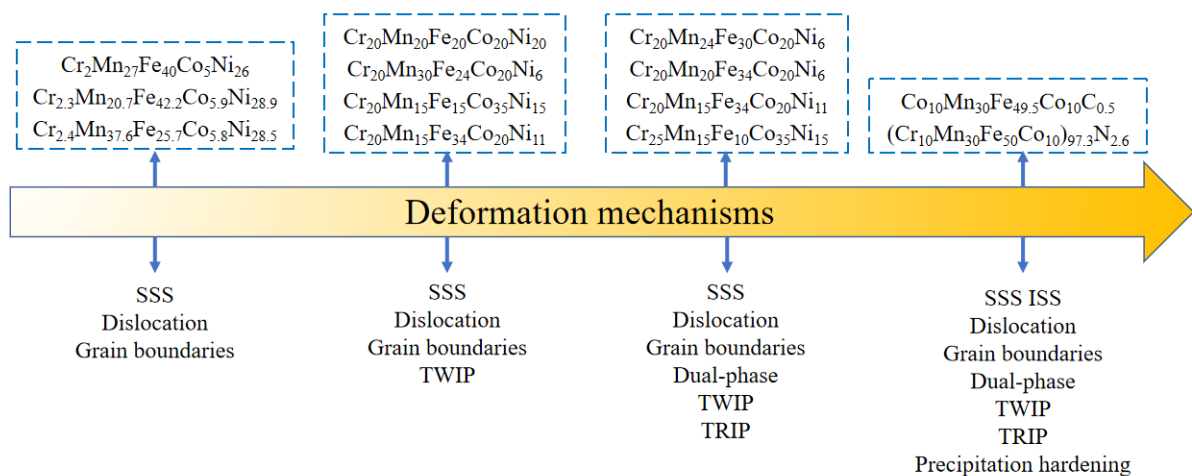 Cr₂Mn₂₇Fe₄₀Co₅Ni₂₆
Cr₂.₃Mn₂₀.₇Fe₄₂.₂Co₅.₉Ni₂₈.₉
Cr₂.₄Mn₃₇.₆Fe₂₅.₇Co₅.₈Ni₂₈.₅
Cr₂₀Mn₂₀Fe₂₀Co₂₀Ni₂₀
Cr₂₀Mn₃₀Fe₂₄Co₂₀Ni₆
Cr₂₀Mn₁₅Fe₁₅Co₃₅Ni₁₅
Cr₂₀Mn₁₅Fe₃₄Co₂₀Ni₁₁
Cr₂₀Mn₂₄Fe₃₀Co₂₀Ni₆
Cr₂₀Mn₂₀Fe₃₄Co₂₀Ni₆
Cr₂₀Mn₁₅Fe₃₄Co₂₀Ni₁₁
Cr₂₅Mn₁₅Fe₁₀Co₃₅Ni₁₅
Co₁₀Mn₃₀Fe₄₉.₅Co₁₀C₀.₅
(Cr₁₀Mn₃₀Fe₅₀Co₁₀)₉₇.₃N₂.₆
Deformation mechanisms
SSS
Dislocation
Grain boundaries
SSS
Dislocation
Grain boundaries
TWIP
SSS
Dislocation
Grain boundaries
Dual-phase
TWIP
TRIP
SSS ISS
Dislocation
Grain boundaries
Dual-phase
TWIP
TRIP
Precipitation hardening